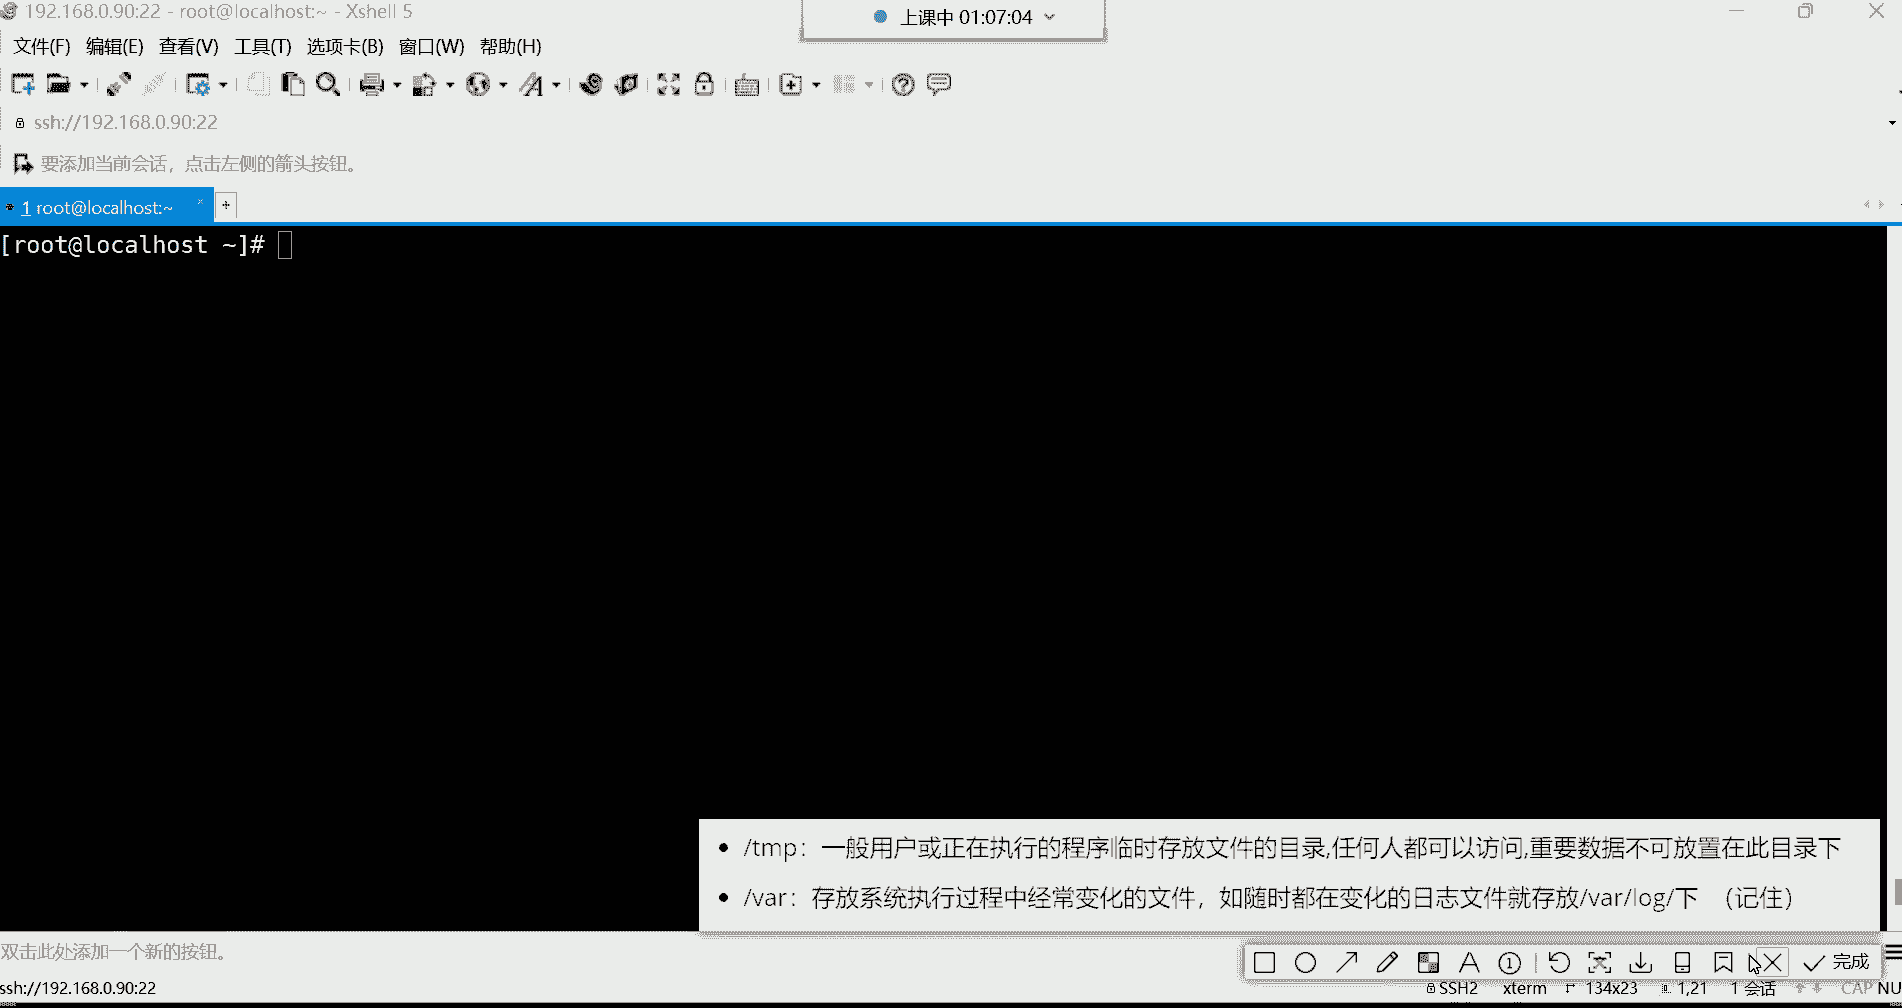 192.168.0.90:22 - root@localhost:~ - Xshell 5
上课中 01:07:04
文件(F) 编辑(E) 查看(V) 工具(T) 选项卡(B) 窗口(W) 帮助(H)
ssh://192.168.0.90:22
要添加当前会话，点击左侧的箭头按钮。
1 root@localhost:~
[root@localhost ~]#
• /tmp：一般用户或正在执行的程序临时存放文件的目录,任何人都可以访问,重要数据不可放置在此目录下
• /var：存放系统执行过程中经常变化的文件，如随时都在变化的日志文件就存放/var/log/下 （记住）
双击此处添加一个新的按钮。
完成
ssh://192.168.0.90:22 SSH2 xterm 134x23 1,21 1 会话 CAP NU